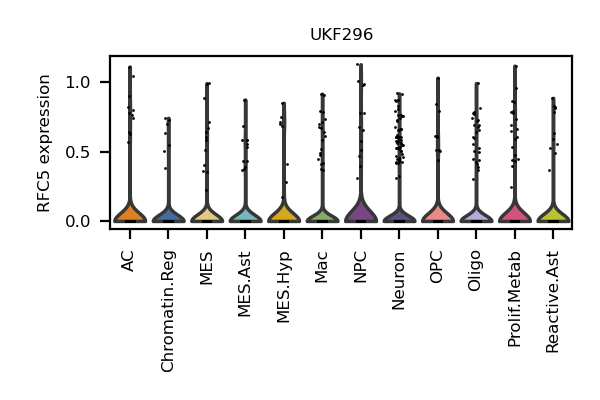 UKF296
RFC5 expression
1.0
0.5
0.0
AC
Chromatin.Reg
MES
MES.Ast
MES.Hyp
Mac
NPC
Neuron
OPC
Oligo
Prolif.Metab
Reactive.Ast